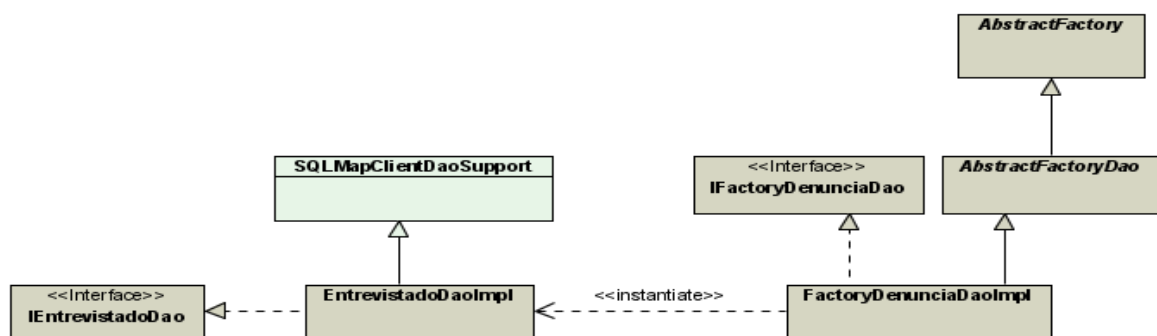 AbstractFactory
SQLMapClientDaoSupport
<<Interface>>
IFactoryDenunciaDao
AbstractFactoryDao
<<Interface>>
IEntrevistadoDao
EntrevistadoDaoImpl
<<instantiate>>
FactoryDenunciaDaoImpl